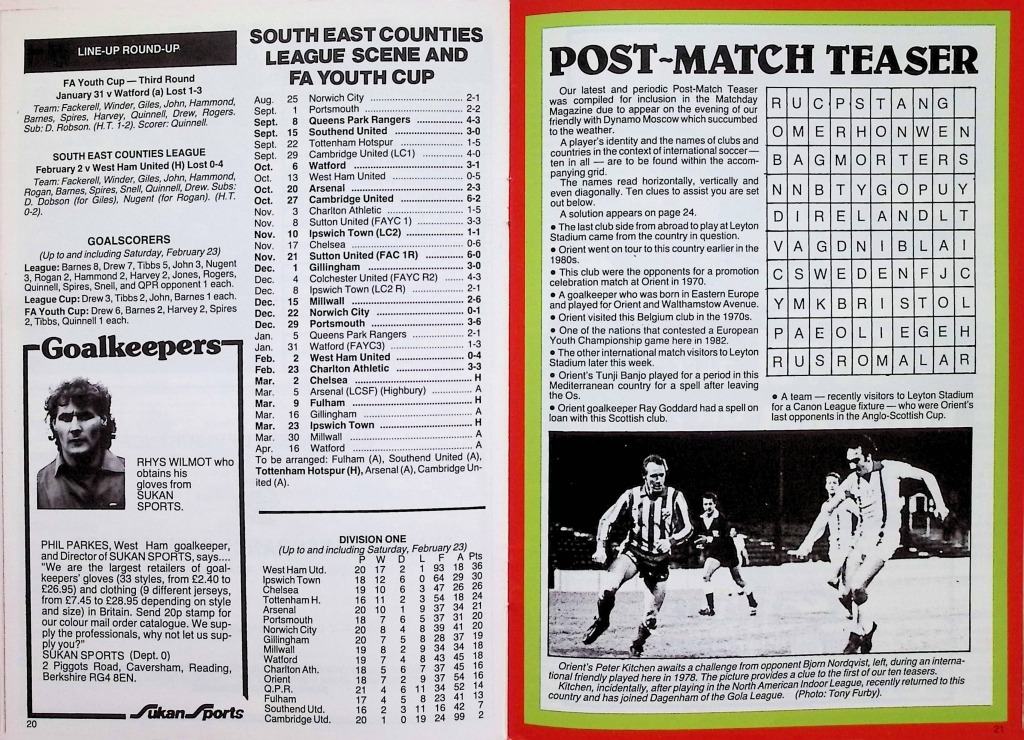 LINE-UP ROUND-UP
FA Youth Cup — Third Round
January 31 v Watford (a) Lost 1-3
Team: Fackerell, Winder, Giles, John, Hammond,
Barnes, Spires, Harvey, Quinnell, Drew, Rogers.
Sub: D. Robson. (H.T. 1-2). Scorer: Quinnell.
SOUTH EAST COUNTIES LEAGUE
February 2 v West United (H) Lost 0-4
Team: Fackerell, Winder, Giles, John, Hammond,
Rogan, Barnes, Spires, Snell, Quinnell, Drew. Subs:
D. Dobson (for Giles), Nugent (for Rogan). (H.T.
0-2).
GOALSCORERS
(Up to and including Saturday, February 23)
League: Barnes 8, Drew 7, Tibbs 5, John 3, Nugent
3, Rogan 2, Hammond 2, Harvey 2, Jones, Rogers,
Quinnell, Spires, Snell, and QPR opponent 1 each.
League Cup: Drew 3, Tibbs 2, John, Barnes 1 each.
FA Youth Cup: Drew 6, Barnes 2, Harvey 2, Spires
2, Tibbs, Quinnell 1 each.
Goalkeepers
RHYS WILMOT who
obtains his
gloves from
SUKAN
SPORTS.
PHIL PARKES, West Ham goalkeeper,
and Director of SUKAN SPORTS, says....
"We are the largest retailers of goal-
keepers' gloves (33 styles, from £2.40 to
£26.95) and clothing (9 different jerseys,
from £7.45 to £28.95 depending on style
and size) in Britain. Send 20p stamp for
our colour mail order catalogue. We sup-
ply the professionals, why not let us sup-
ply you?"
SUKAN SPORTS (Dept. 0)
2 Piggots Road, Caversham, Reading,
Berkshire RG4 8EN.
Sukan Sports
20
SOUTH EAST COUNTIES
LEAGUE SCENE AND
FA YOUTH CUP
Aug. 25 Norwich City 2-1
Sept. 1 Portsmouth 2-2
Sept. 8 Queens Park Rangers 4-3
Sept. 15 Southend United 3-0
Sept. 22 Tottenham Hotspur 1-5
Sept. 29 Cambridge United (LC1) 4-0
Oct. 6 Watford 3-1
Oct. 13 West Ham United 0-5
Oct. 20 Arsenal 2-3
Oct. 27 Cambridge United 6-2
Nov. 3 Charlton Athletic 1-5
Nov. 8 Sutton United (FAYC 1) 3-3
Nov. 10 Ipswich Town (LC2) 1-1
Nov. 17 Chelsea 0-6
Nov. 21 Sutton United (FAC 1R) 6-0
Dec. 1 Gillingham 3-0
Dec. 4 Colchester United (FAYC R2) 4-3
Dec. 8 Ipswich Town (LC2 R) 2-1
Dec. 15 Millwall 2-6
Dec. 22 Norwich City 0-1
Dec. 29 Portsmouth 3-6
Jan. 5 Queens Park Rangers 2-1
Jan. 31 Watford (FAYC3) 1-3
Feb. 2 West Ham United 0-4
Feb. 23 Charlton Athletic 3-3
Mar. 2 Chelsea H
Mar. 5 Arsenal (LCSF) (Highbury) A
Mar. 9 Fulham H
Mar. 16 Gillingham A
Mar. 23 Ipswich Town H
Mar. 30 Millwall A
Apr. 16 Watford A
To be arranged: Fulham (A), Southend United (A),
Tottenham Hotspur (H), Arsenal (A), Cambridge Un-
ited (A).
DIVISION ONE
(Up to and including Saturday, February 23)
P W D L F A Pts
West Ham Utd. 20 17 2 1 93 18 36
Ipswich Town 18 12 6 0 64 29 30
Chelsea 19 10 6 3 47 26 26
Tottenham H. 16 11 2 3 54 18 24
Arsenal 20 10 1 9 37 34 21
Portsmouth 18 7 6 5 37 31 20
Norwich City 20 8 4 8 39 41 20
Gillingham 20 7 5 8 28 37 19
Millwall 19 8 2 9 34 34 18
Watford 19 7 4 8 43 45 18
Charlton Ath. 18 5 6 7 37 45 16
Orient 18 7 2 9 37 54 16
Q.P.R. 21 4 6 11 34 52 14
Fulham 17 4 5 8 23 41 13
Southend Utd. 16 2 3 11 16 42 7
Cambridge Utd. 20 1 0 19 24 99 2
POST-MATCH TEASER
Our latest and periodic Post-Match Teaser
was compiled for inclusion in the Matchday
Magazine due to appear on the evening of our
friendly with Dynamo Moscow which succumbed
to the weather.
A player's identity and the names of clubs and
countries in the context of international soccer —
ten in all — are to be found within the accom-
panying grid.
The names read horizontally, vertically and
even diagonally. Ten clues to assist you are set
out below.
A solution appears on page 24.
• The last club side from abroad to play at Leyton
Stadium came from the country in question.
• Orient went on tour to this country earlier in the
1980s.
• This club were the opponents for a promotion
celebration match at Orient in 1970.
• A goalkeeper who was born in Eastern Europe
and played for Orient and Walthamstow Avenue.
• Orient visited this Belgium club in the 1970s.
• One of the nations that contested a European
Youth Championship game here in 1982.
• The other international match visitors to Leyton
Stadium later this week.
• Orient's Tunji Banjo played for a period in this
Mediterranean country for a spell after leaving
the Os.
• Orient goalkeeper Ray Goddard had a spell on
loan with this Scottish club.
R U C P S T A N G
O M E R H O N W E N
B A G M O R T E R S
N N B T Y G O P U Y
D I R E L A N D L T
V A G D N I B L A I
C S W E D E N F J C
Y M K B R I S T O L
P A E O L I E G E H
R U S R O M A L A R
• A team — recently visitors to Leyton Stadium
for a Canon League fixture — who were Orient's
last opponents in the Anglo-Scottish Cup.
Orient's Peter Kitchen awaits a challenge from opponent Bjorn Nordqvist, left, during an interna-
tional friendly played here in 1978. The picture provides a clue to the first of our ten teasers.
Kitchen, incidentally, after playing in the North American Indoor League, recently returned to this
country and has joined Dagenham of the Gola League. (Photo: Tony Furby).
21